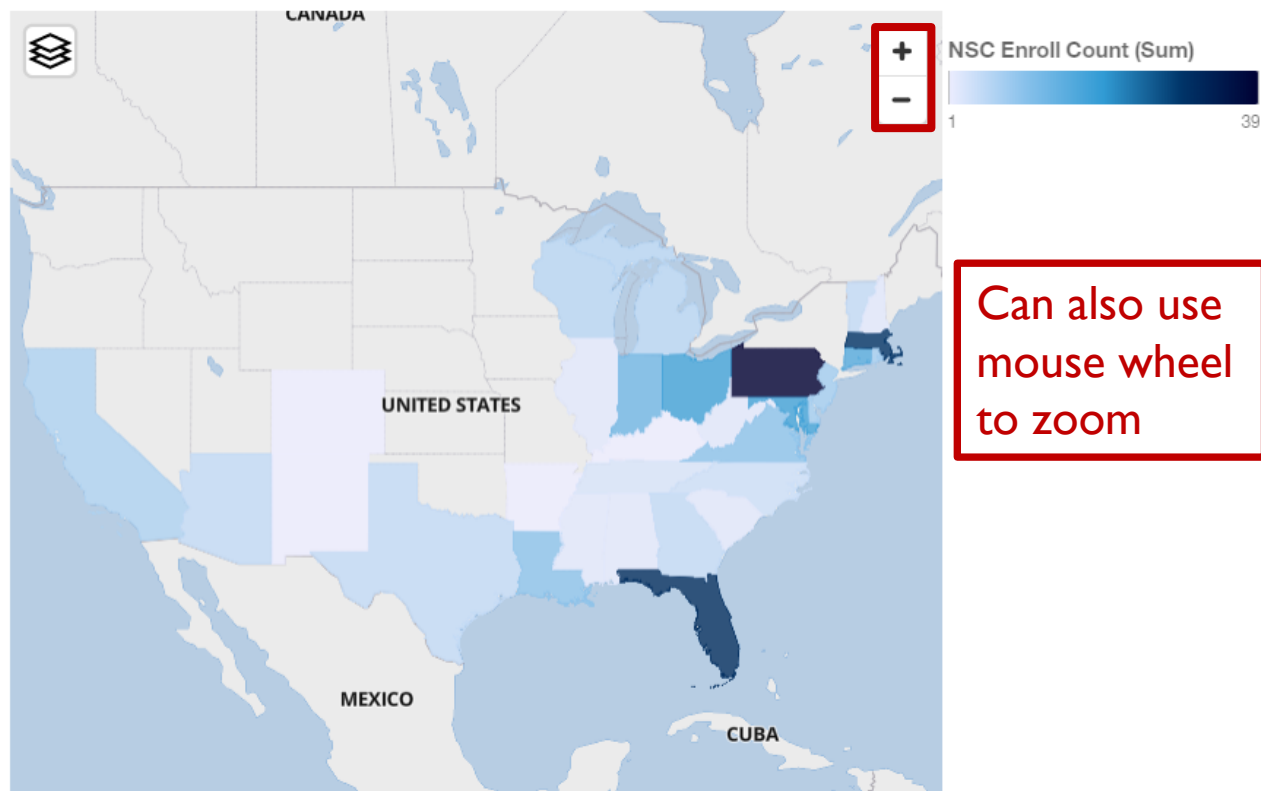 CANADA
+
−
NSC Enroll Count (Sum)
1
39
Can also use
mouse wheel
to zoom
UNITED STATES
MEXICO
CUBA